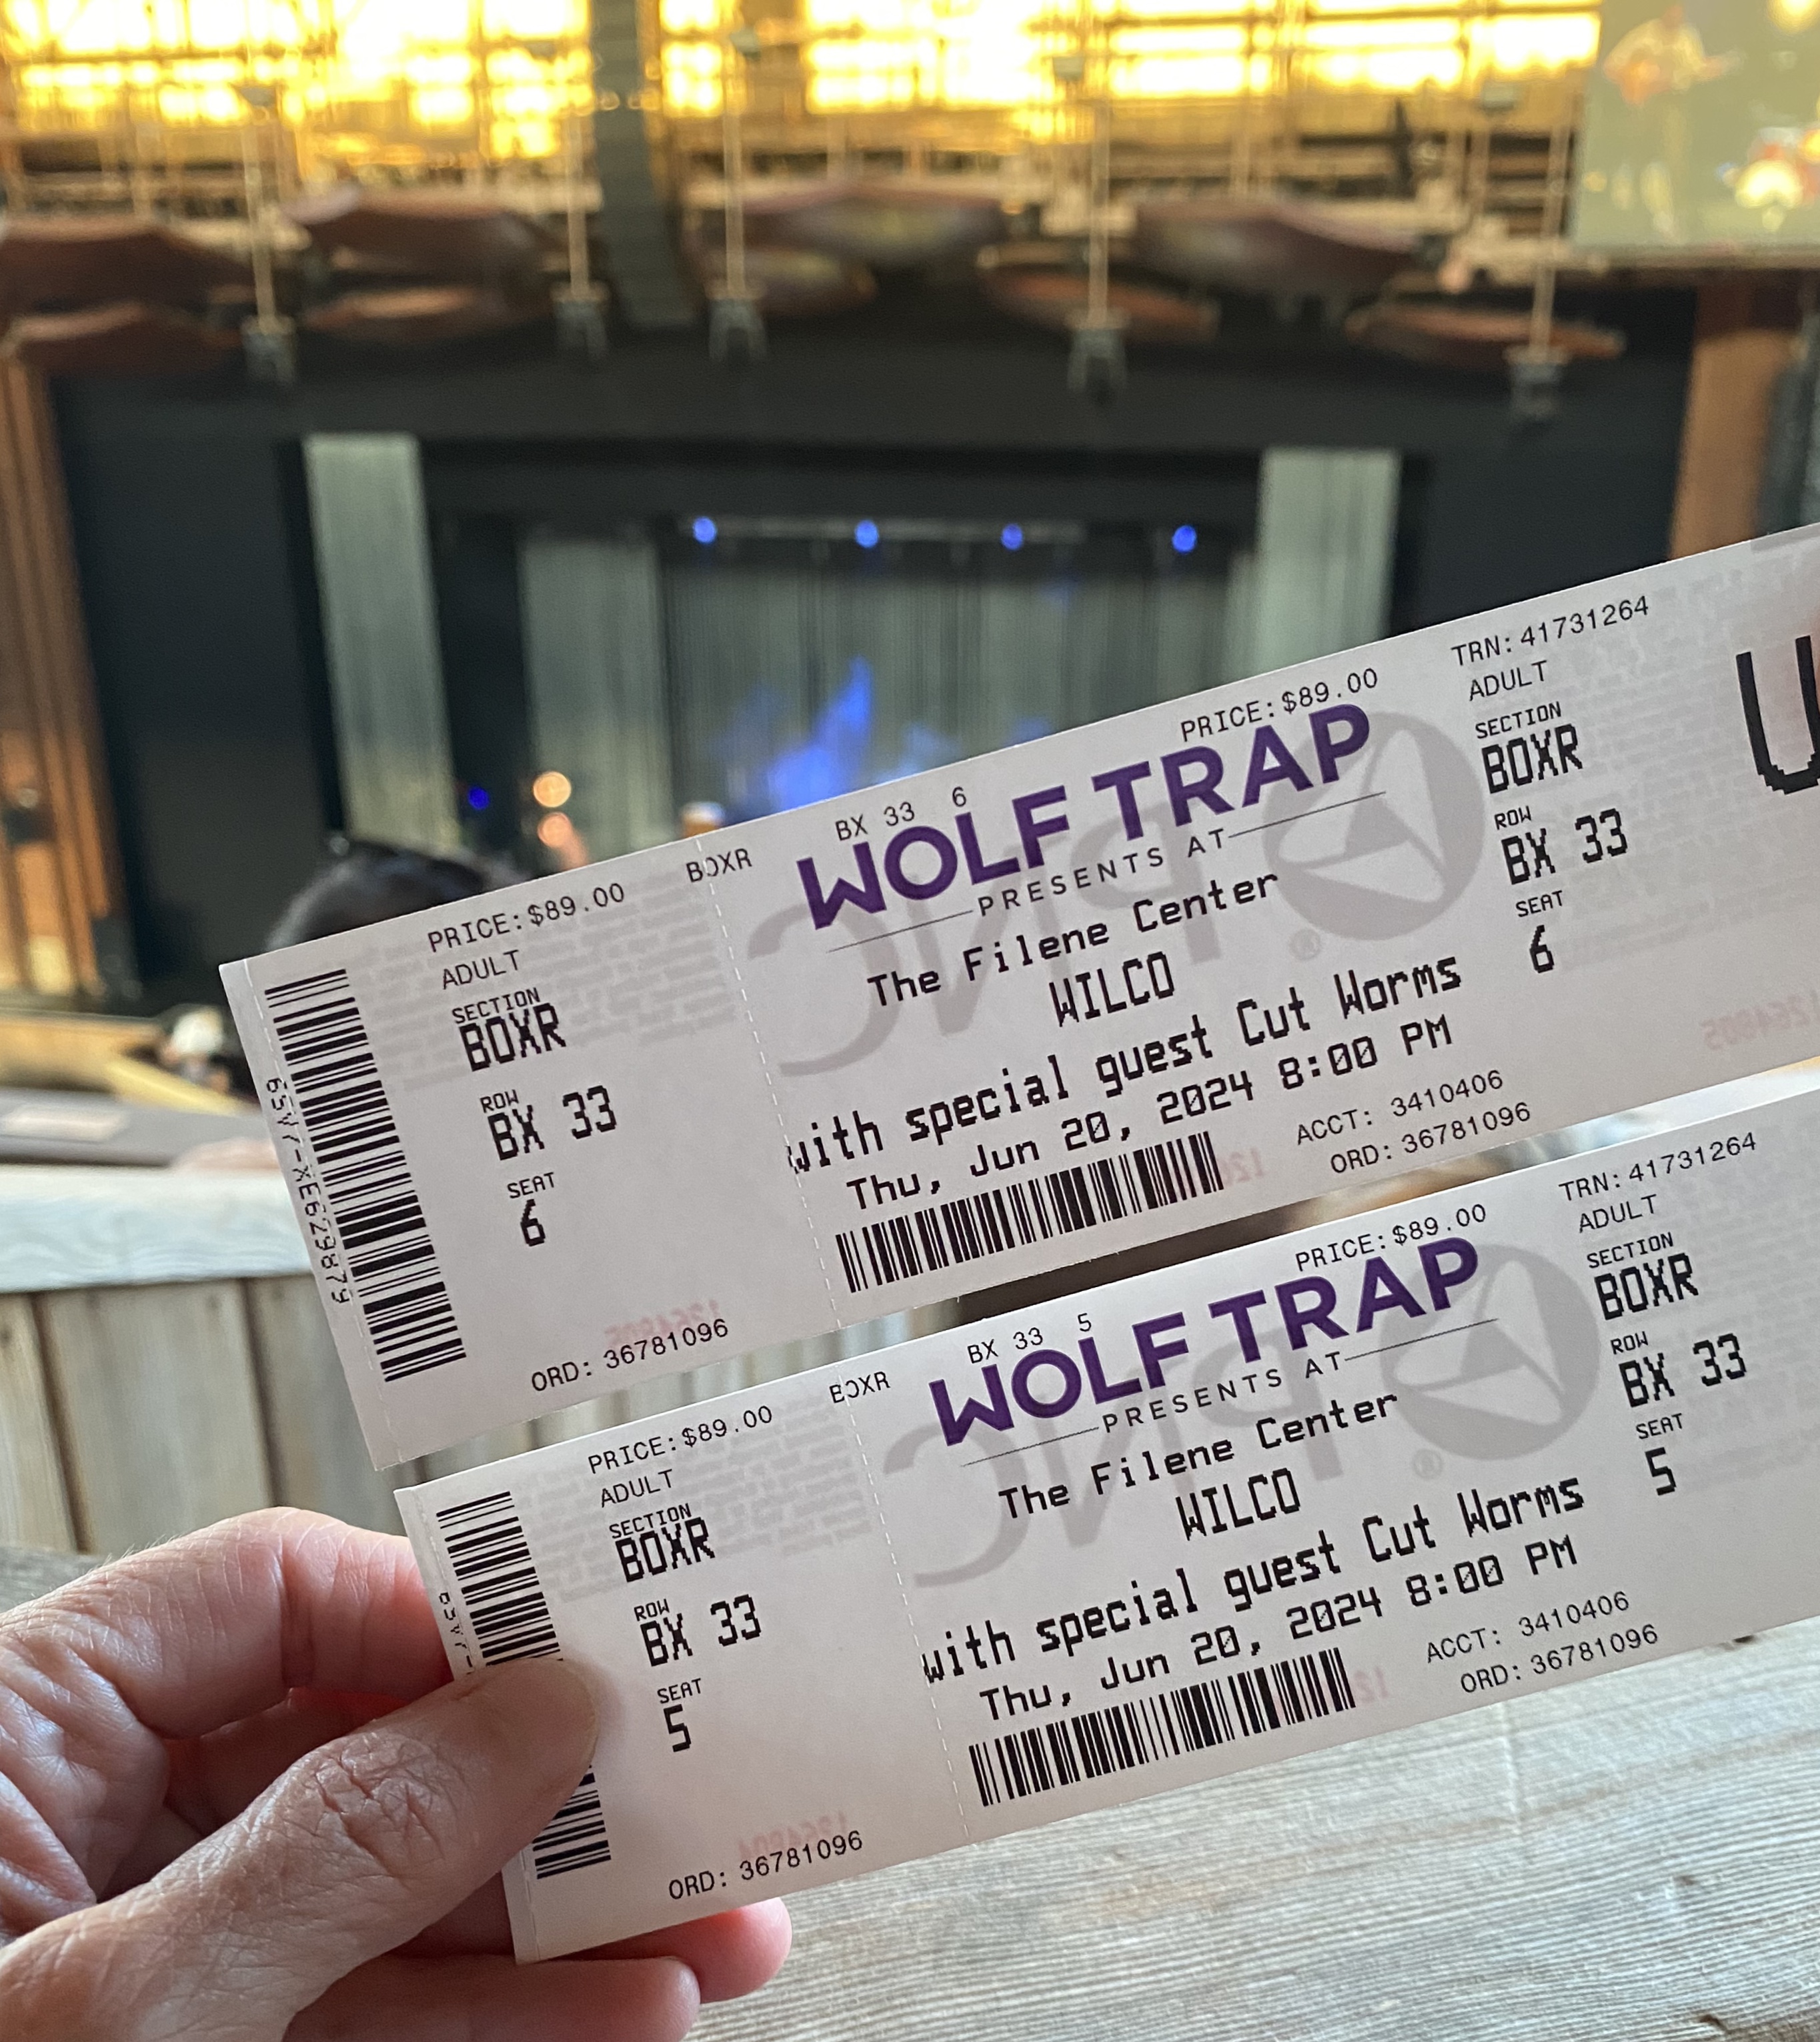 PRICE:$89.00
ADULT
SECTION
BOXR
ROW
BX 33
SEAT
6
ORD: 36781096
BOXR BX 33 6 PRICE:$89.00
WOLF TRAP
PRESENTS AT
The Filene Center
WILCO
with special guest Cut Worms
Thu, Jun 20, 2024 8:00 PM
ACCT: 3410406
ORD: 36781096
TRN: 41731264
ADULT
SECTION
BOXR
ROW
BX 33
SEAT
6
PRICE:$89.00
ADULT
SECTION
BOXR
ROW
BX 33
SEAT
5
ORD: 36781096
BOXR BX 33 5 PRICE:$89.00
WOLF TRAP
PRESENTS AT
The Filene Center
WILCO
with special guest Cut Worms
Thu, Jun 20, 2024 8:00 PM
ACCT: 3410406
ORD: 36781096
TRN: 41731264
ADULT
SECTION
BOXR
ROW
BX 33
SEAT
5